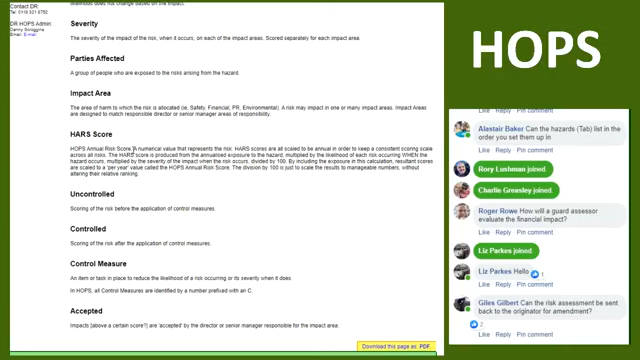 likelihood does not change based on the impact.
Contact DR:
Tel: 0118 321 8752
DR HOPS Admin:
Danny Scroggins
Email: E-mail
Severity
The severity of the impact of the risk, when it occurs, on each of the impact areas. Scored separately for each impact area.
Parties Affected
A group of people who are exposed to the risks arising from the hazard.
Impact Area
The area of harm to which the risk is allocated (ie, Safety, Financial, PR, Environmental). A risk may impact in one or many impact areas. Impact Areas
are designed to match responsible director or senior manager areas of responsibility.
HARS Score
HOPS Annual Risk Score. A numerical value that represents the risk. HARS scores are all scaled to be annual in order to keep a consistent scoring scale
across all risks. The HARS score is produced from the annualised exposure to the hazard, multiplied by the likelihood of each risk occurring WHEN the
hazard occurs, multiplied by the severity of the impact when the risk occurs, divided by 100. By including the exposure in this calculation, resultant scores
are scaled to a 'per year' value called the HOPS Annual Risk Score. The division by 100 is just to scale the results to manageable numbers, without
altering their relative ranking.
Uncontrolled
Scoring of the risk before the application of control measures.
Controlled
Scoring of the risk after the application of control measures.
Control Measure
An item or task in place to reduce the likelihood of a risk occurring or its severity when it does.
In HOPS, all Control Measures are identified by a number prefixed with an C.
Accepted
Impacts [above a certain score?] are 'accepted' by the director or senior manager responsible for the impact area.
Download this page as: PDF.
HOPS
Like · Reply · Pin comment
Alastair Baker Can the hazards (Tab) list in the
order you set them up in
Like · Reply · Pin comment
Rory Lushman joined.
Charlie Greasley joined.
Roger Rowe How will a guard assessor
evaluate the financial impact?
Like · Reply · Pin comment
Liz Parkes joined.
Liz Parkes Hello 1
Like · Reply · Pin comment
Giles Gilbert Can the risk assessment be sent
back to the originator for amendment?
2
Like · Reply · Pin comment